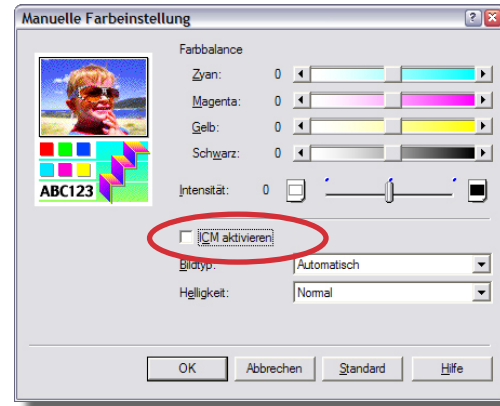 Manuelle Farbeinstellung
Farbbalance
Zyan: 0
Magenta: 0
Gelb: 0
Schwarz: 0
ABC123
Intensität: 0
ICM aktivieren
Bildtyp: Automatisch
Helligkeit: Normal
OK Abbrechen Standard Hilfe